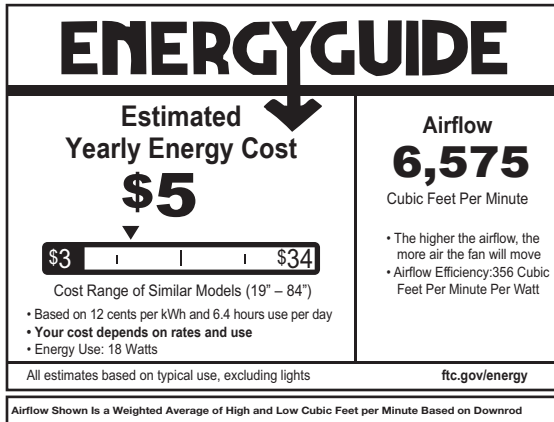 ENERGYGUIDE
Estimated
Yearly Energy Cost
$5
$3
$34
Cost Range of Similar Models (19” – 84”)
• Based on 12 cents per kWh and 6.4 hours use per day
• Your cost depends on rates and use
• Energy Use: 18 Watts
Airflow
6,575
Cubic Feet Per Minute
• The higher the airflow, the
more air the fan will move
• Airflow Efficiency:356 Cubic
Feet Per Minute Per Watt
All estimates based on typical use, excluding lights
ftc.gov/energy
Airflow Shown Is a Weighted Average of High and Low Cubic Feet per Minute Based on Downrod